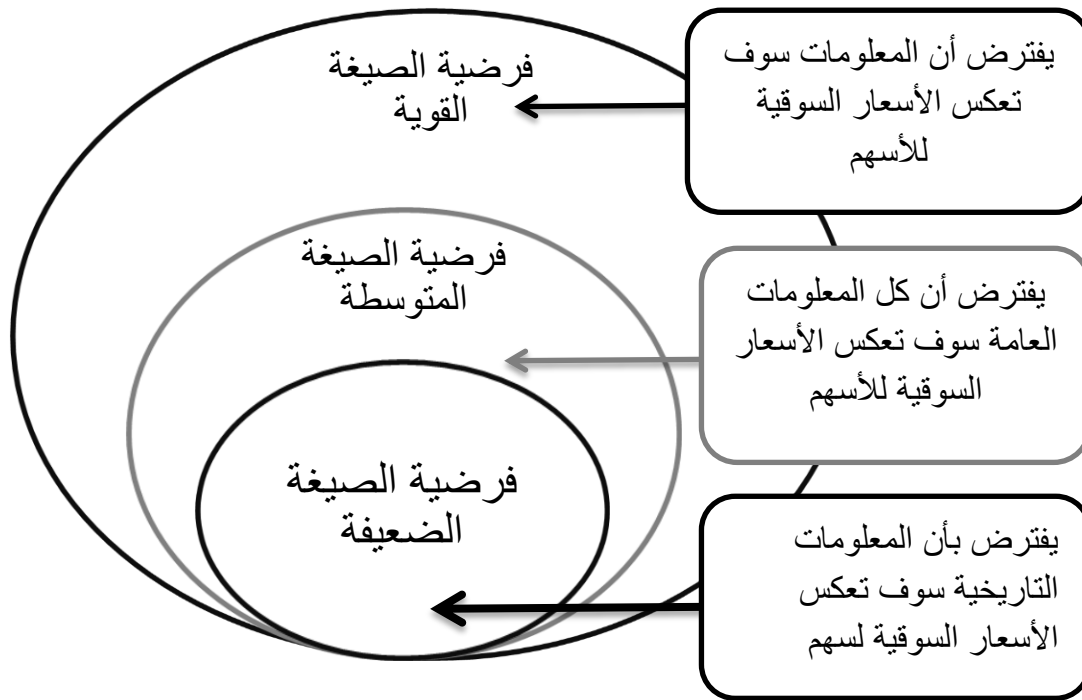 فرضية الصيغة
القوية
يفترض أن المعلومات سوف
تعكس الأسعار السوقية
للأسهم
فرضية الصيغة
المتوسطة
يفترض أن كل المعلومات
العامة سوف تعكس الأسعار
السوقية للأسهم
فرضية الصيغة
الضعيفة
يفترض بأن المعلومات
التاريخية سوف تعكس
الأسعار السوقية لسهم